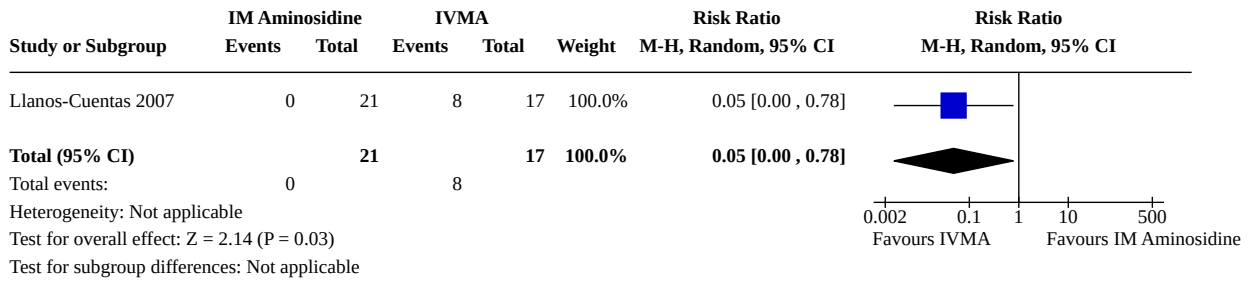 IM Aminosidine IVMA Risk Ratio Risk Ratio
Study or Subgroup Events Total Events Total Weight M-H, Random, 95% CI M-H, Random, 95% CI
Llanos-Cuentas 2007 0 21 8 17 100.0% 0.05 [0.00 , 0.78]
Total (95% CI) 21 17 100.0% 0.05 [0.00 , 0.78]
Total events: 0 8
Heterogeneity: Not applicable 0.002 0.1 1 10 500
Test for overall effect: Z = 2.14 (P = 0.03) Favours IVMA Favours IM Aminosidine
Test for subgroup differences: Not applicable